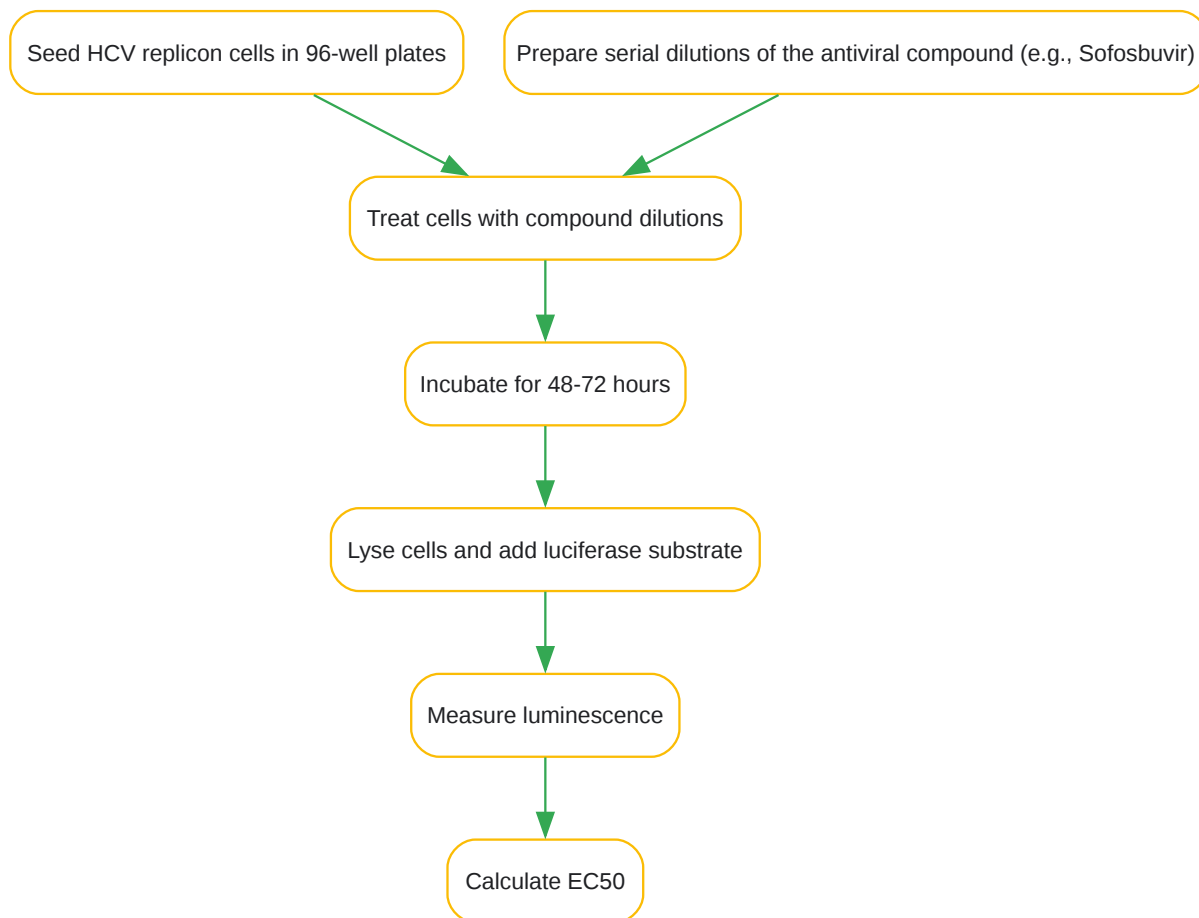 Seed HCV replicon cells in 96-well plates
Prepare serial dilutions of the antiviral compound (e.g., Sofosbuvir)
Treat cells with compound dilutions
Incubate for 48-72 hours
Lyse cells and add luciferase substrate
Measure luminescence
Calculate EC50